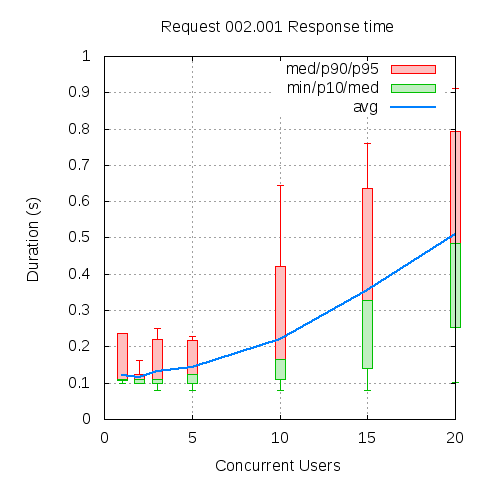 Request 002.001 Response time
med/p90/p95
min/p10/med
avg
1
0.9
0.8
0.7
0.6
0.5
0.4
0.3
0.2
0.1
0
Duration (s)
0 5 10 15 20
Concurrent Users